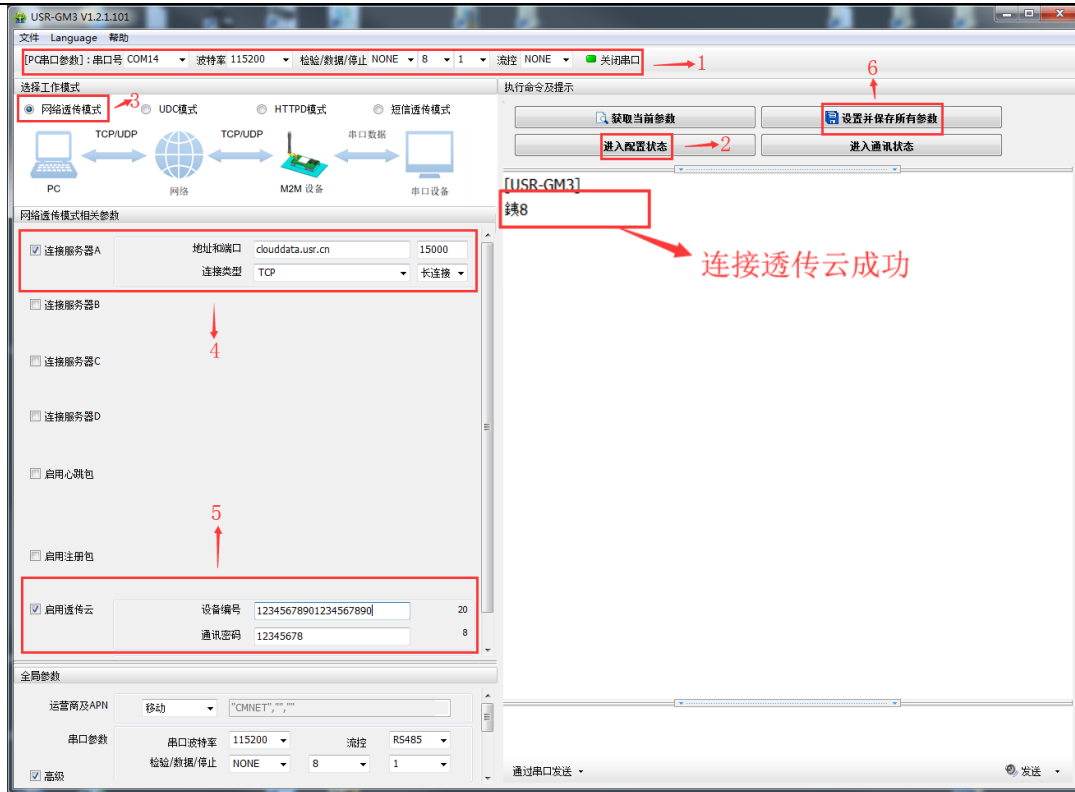 USR-GM3 V1.2.1.101
文件 Language 帮助
[PC串口参数]：串口号 COM14 波特率 115200 检验/数据/停止 NONE 8 1 流控 NONE 关闭串口 1
选择工作模式
网络透传模式 3 UDC模式 HTTPD模式 短信透传模式
TCP/UDP TCP/UDP 串口数据
PC 网络 M2M 设备 串口设备
网络透传模式相关参数
连接服务器A 地址和端口 clouddata.usr.cn 15000
连接类型 TCP 长连接
4
连接服务器B
连接服务器C
连接服务器D
启用心跳包
5
启用注册包
启用透传云 设备编号 12345678901234567890 20
通讯密码 12345678 8
全局参数
运营商及APN 移动 "CMNET","",""
串口参数 串口波特率 115200 流控 RS485
检验/数据/停止 NONE 8 1
高级
执行命令及提示
6
获取当前参数 设置并保存所有参数
进入配置状态 2 进入通讯状态
[USR-GM3]
銕8
连接透传云成功
通过串口发送 发送